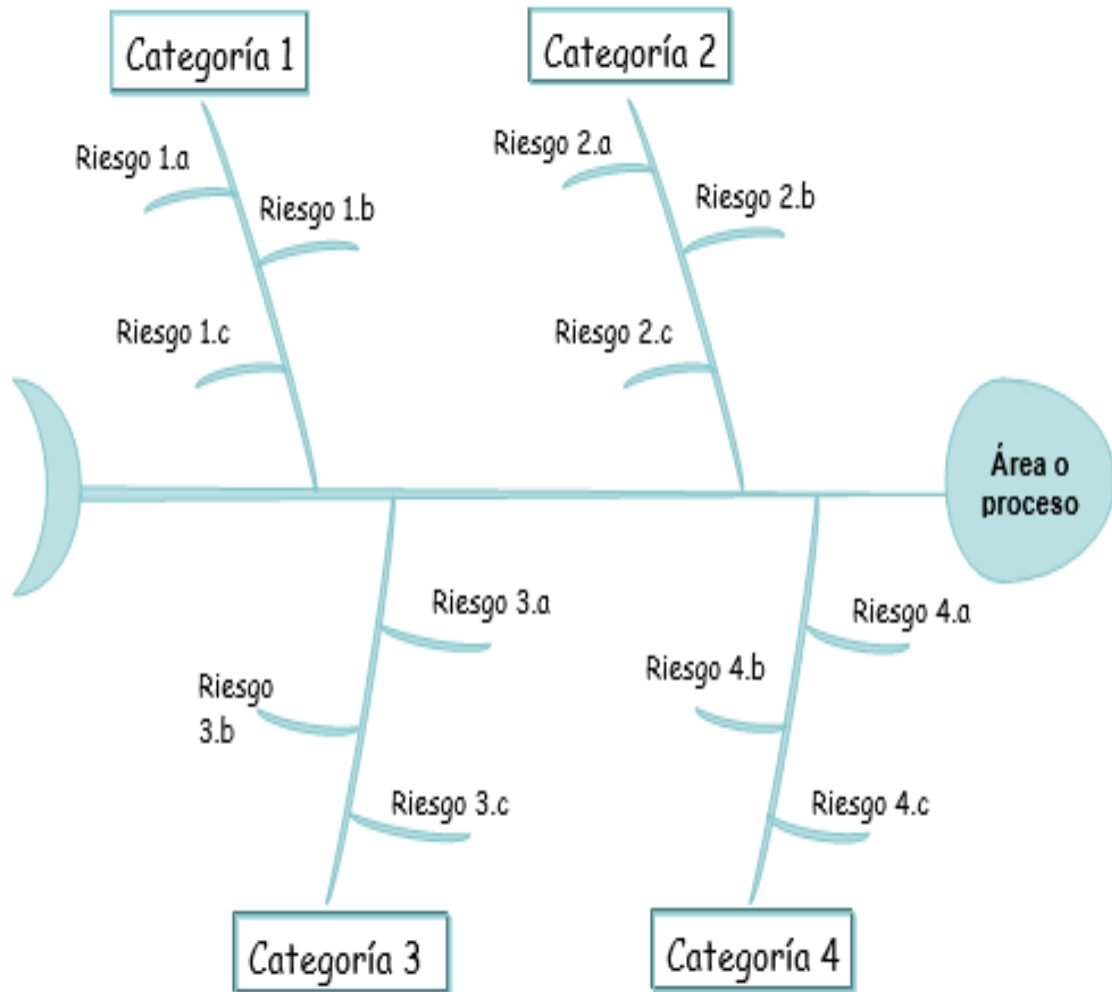 Categoría 1
Categoría 2
Riesgo 1.a
Riesgo 2.a
Riesgo 1.b
Riesgo 2.b
Riesgo 1.c
Riesgo 2.c
Área o
proceso
Riesgo 3.a
Riesgo 4.a
Riesgo
3.b
Riesgo 4.b
Riesgo 3.c
Riesgo 4.c
Categoría 3
Categoría 4